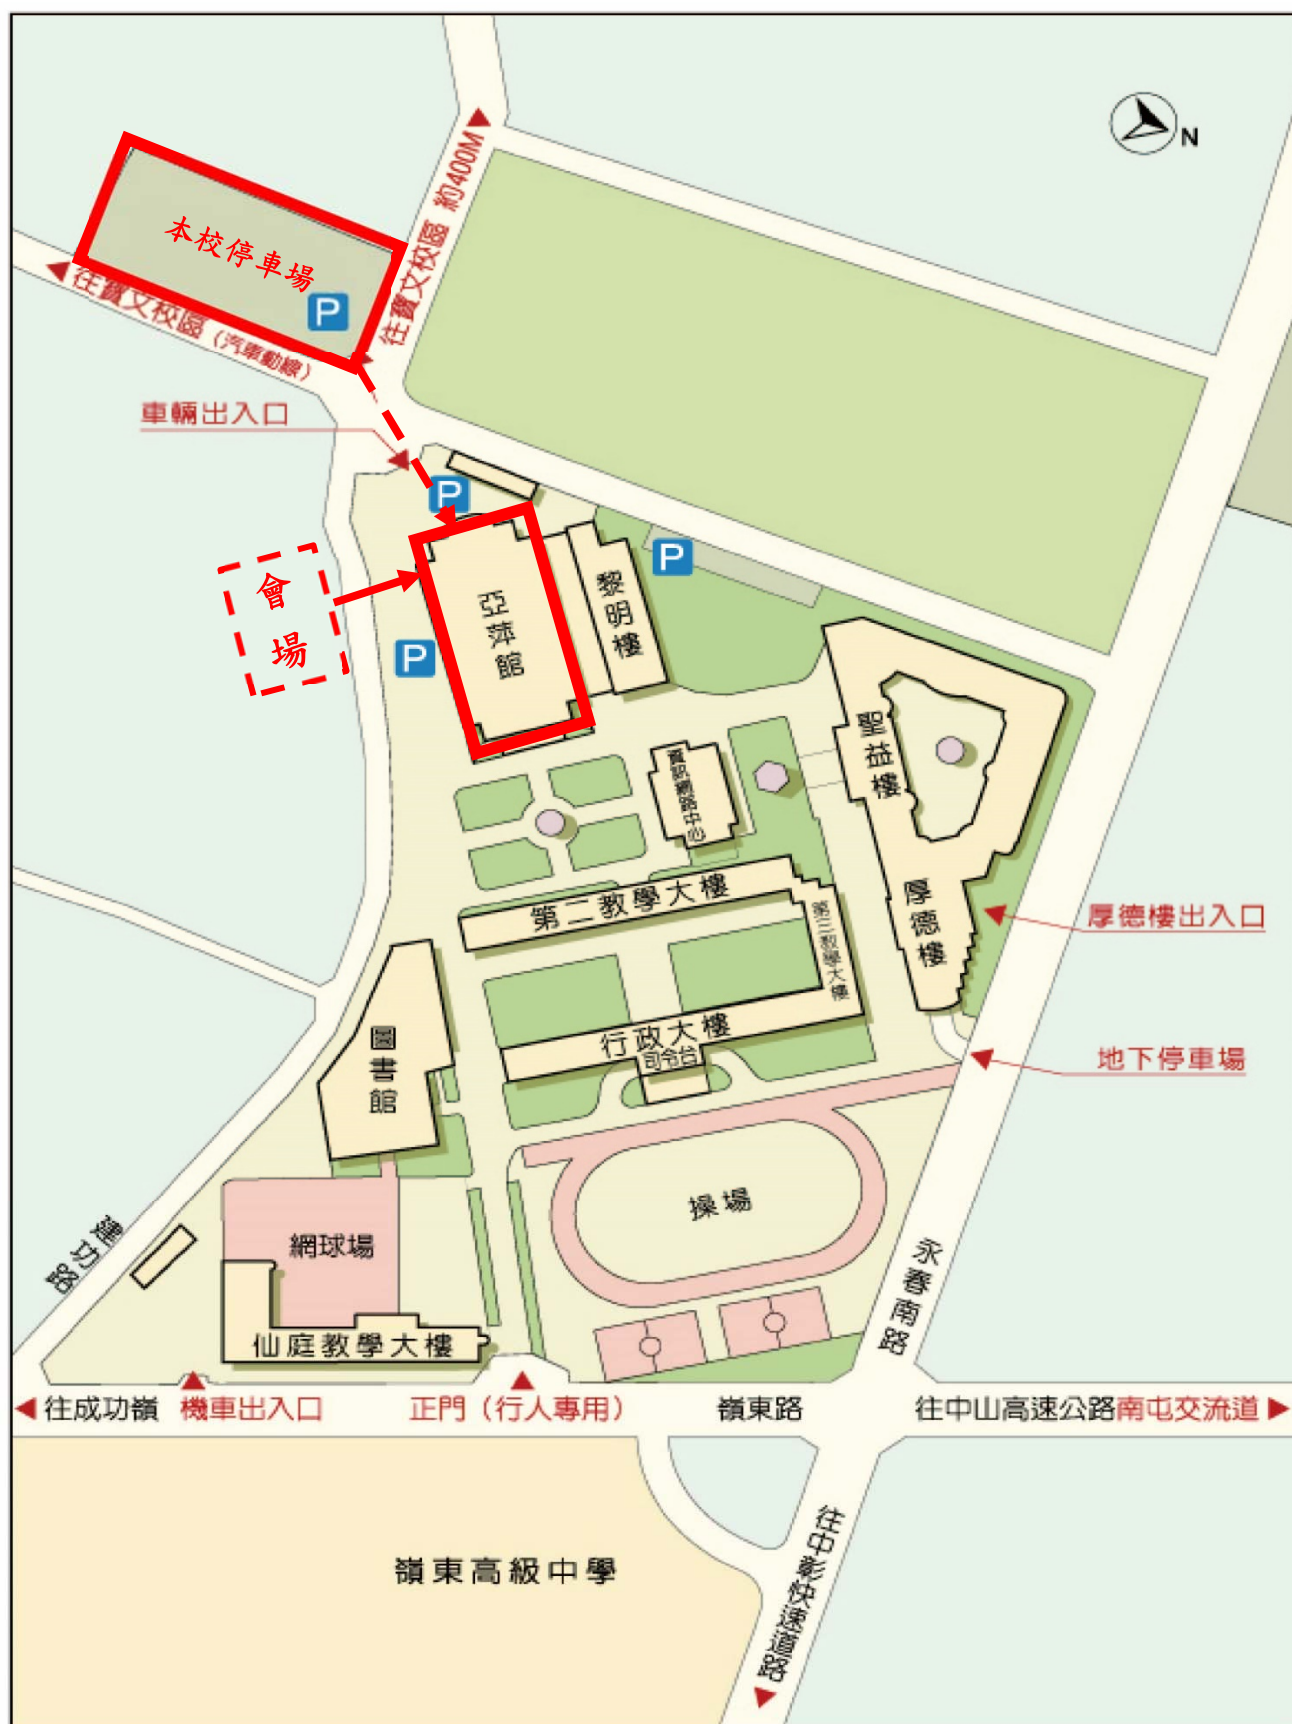 N
往寶文校區 約400M
本校停車場
P
往寶文校區(汽車動線)
車輛出入口
P
會場
亞萍館
黎明樓
P
P
聖益樓
資訊網路中心
第二教學大樓
第三教學大樓
厚德樓
厚德樓出入口
行政大樓
司令台
圖書館
地下停車場
操場
網球場
建功路
永春南路
仙庭教學大樓
往成功嶺
機車出入口
正門(行人專用)
嶺東路
往中山高速公路南屯交流道
往中彰快速道路
嶺東高級中學